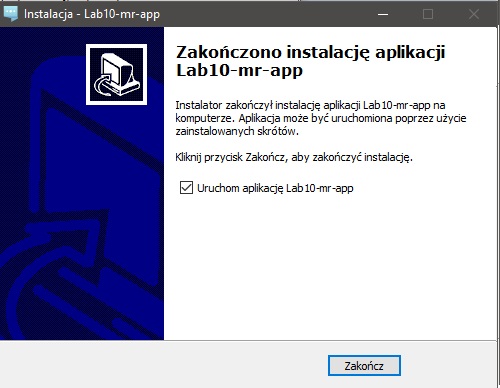 Instalacja - Lab10-mr-app
Zakończono instalację aplikacji
Lab10-mr-app
Instalator zakończył instalację aplikacji Lab10-mr-app na
komputerze. Aplikacja może być uruchomiona poprzez użycie
zainstalowanych skrótów.
Kliknij przycisk Zakończ, aby zakończyć instalację.
Uruchom aplikację Lab10-mr-app
Zakończ